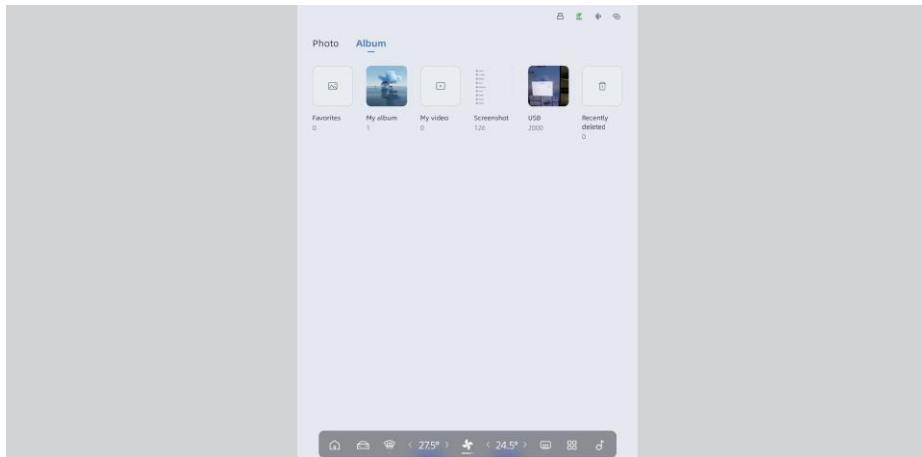 Photo Album
Favorites
0
My album
1
My video
0
Screenshot
126
USB
2000
Recently
deleted
0
27.5° 24.5°